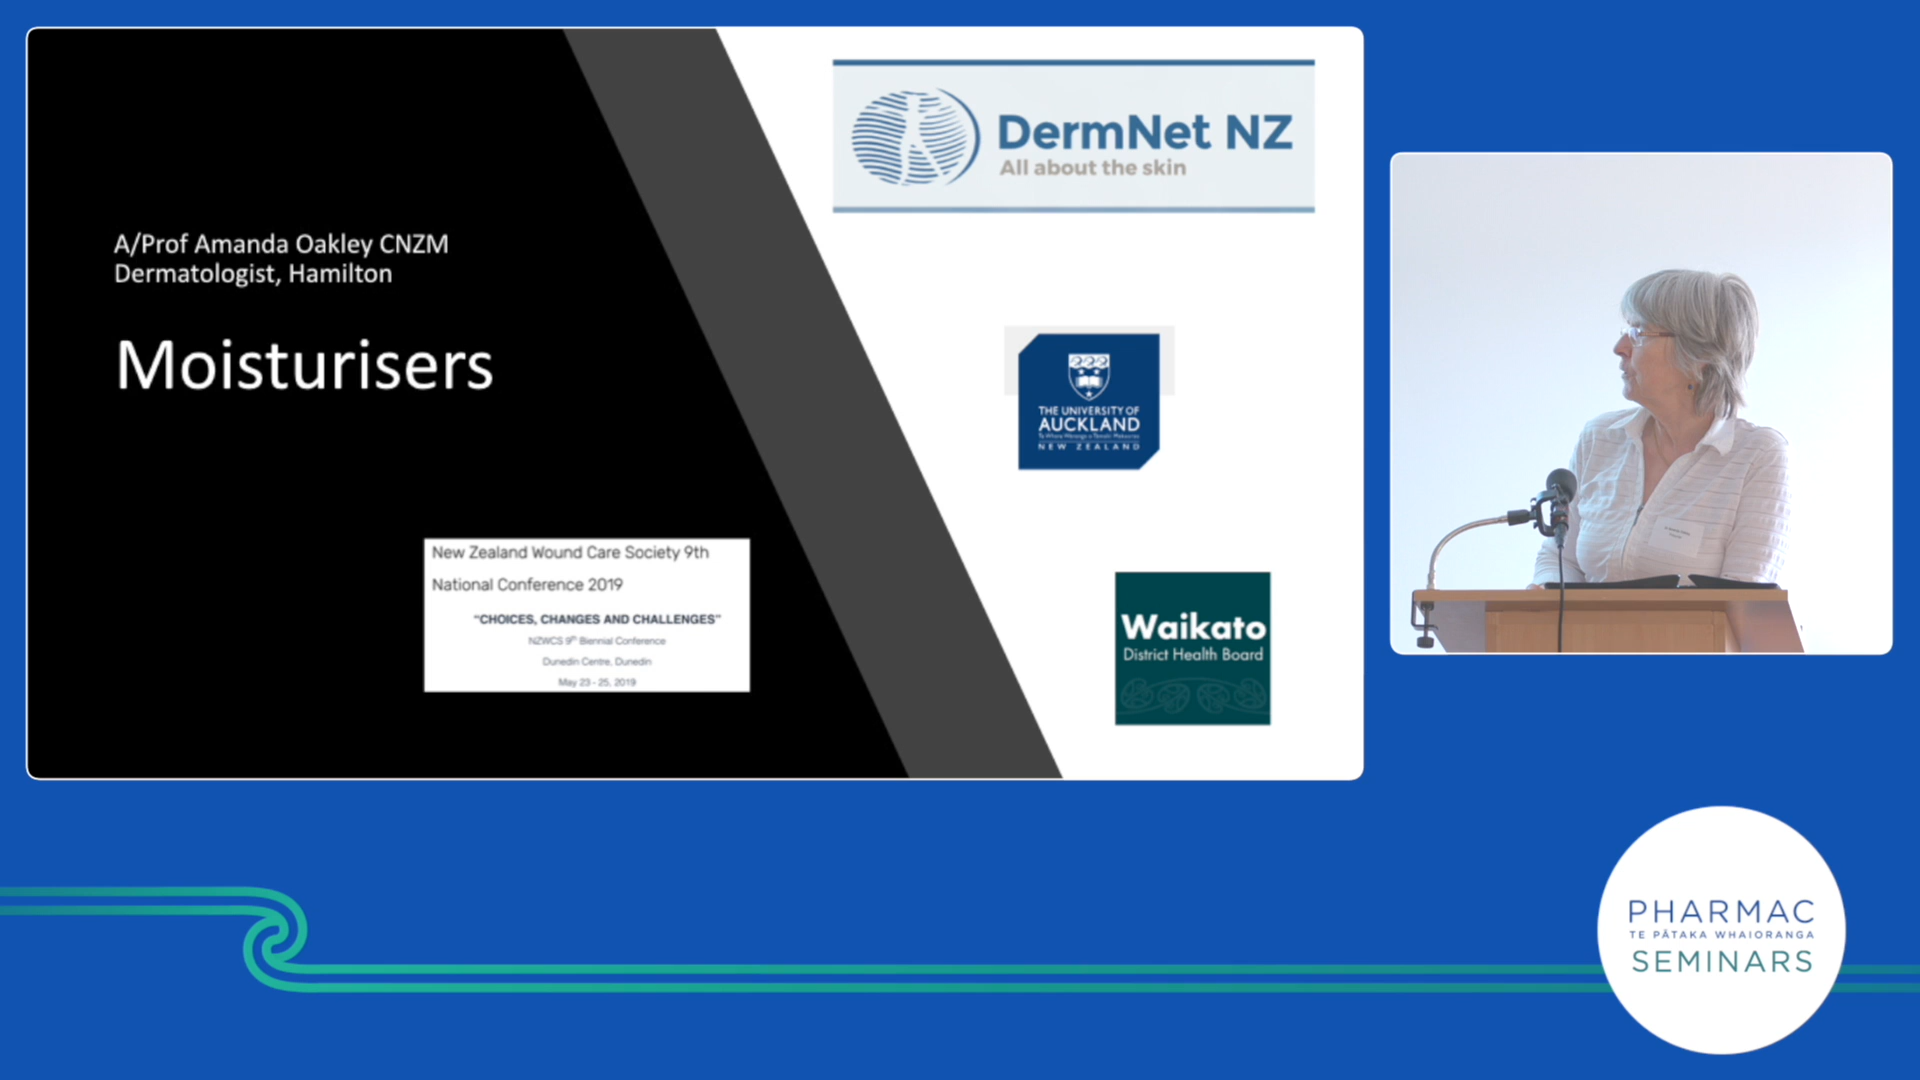 A/Prof Amanda Oakley CNZM
Dermatologist, Hamilton
Moisturisers
New Zealand Wound Care Society 9th
National Conference 2019
“CHOICES, CHANGES AND CHALLENGES”
NZWCS 9th Biennial Conference
Dunedin Centre, Dunedin
May 23 - 25, 2019
DermNet NZ
All about the skin
THE UNIVERSITY OF
AUCKLAND
NEW ZEALAND
Waikato
District Health Board
PHARMAC
TE PĀTAKA WHAIORANGA
SEMINARS